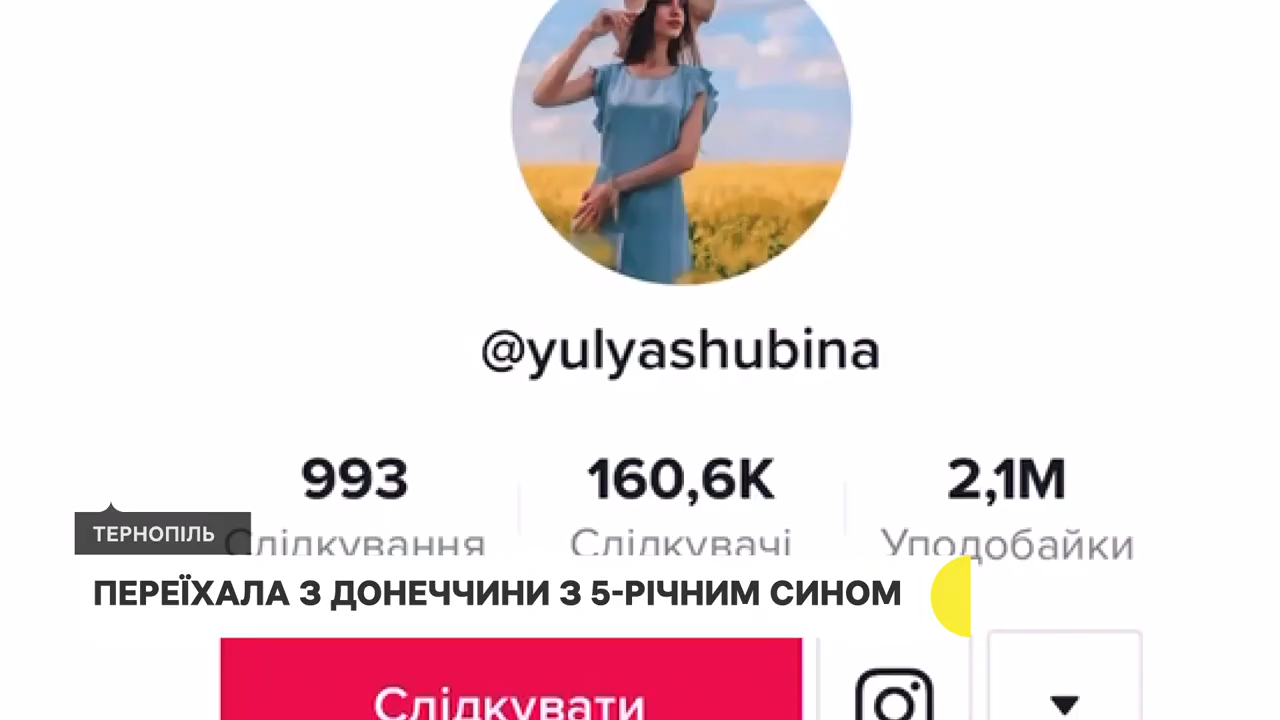 @yulyashubina
993 160,6K 2,1M
Слідкування Слідкувачі Уподобайки
ТЕРНОПІЛЬ
ПЕРЕЇХАЛА З ДОНЕЧЧИНИ З 5-РІЧНИМ СИНОМ
Слідкувати